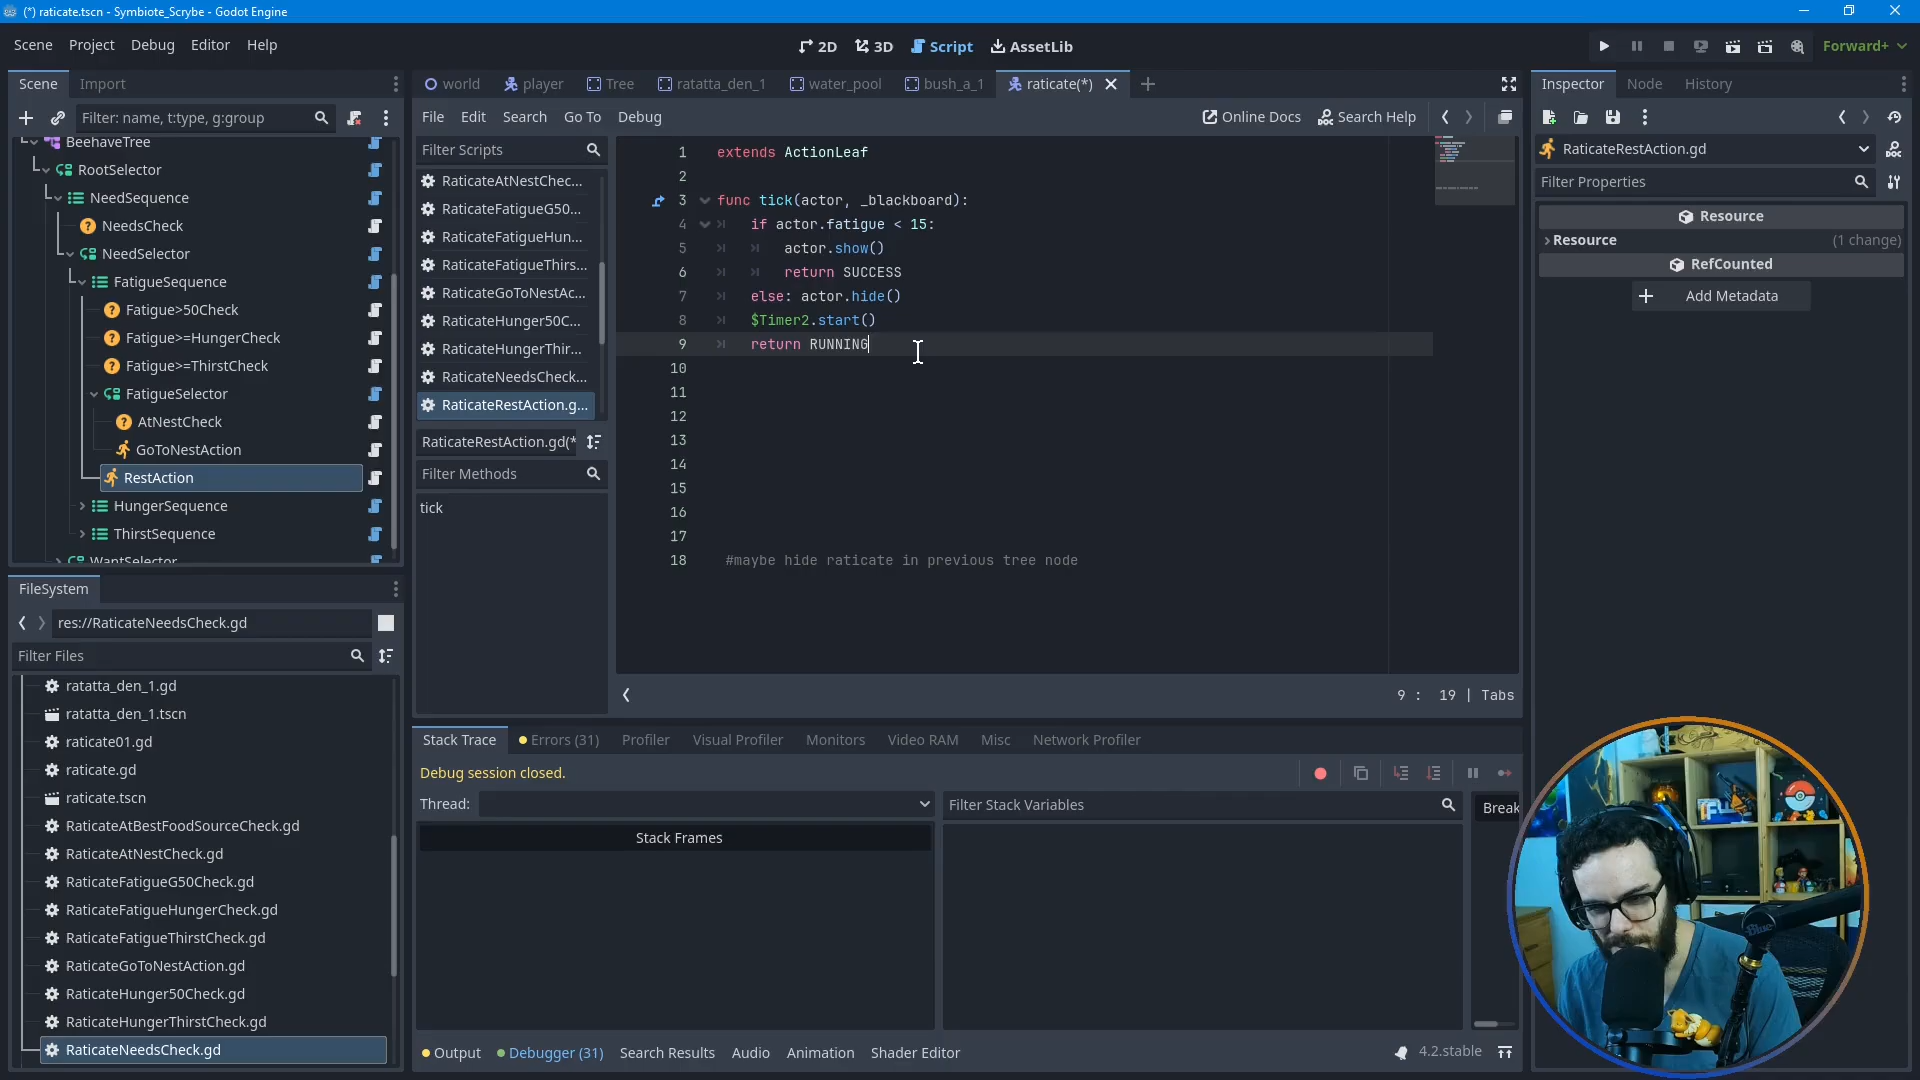 (*) raticate.tscn - Symbiote_Scrybe - Godot Engine
Scene Project Debug Editor Help
2D 3D Script AssetLib
Forward+
Scene Import
Filter: name, t:type, g:group
BeehaveTree
RootSelector
NeedSequence
NeedsCheck
NeedSelector
FatigueSequence
Fatigue>50Check
Fatigue>=HungerCheck
Fatigue>=ThirstCheck
FatigueSelector
AtNestCheck
GoToNestAction
RestAction
HungerSequence
ThirstSequence
WantSelector
FileSystem
res://RaticateNeedsCheck.gd
Filter Files
ratatta_den_1.gd
ratatta_den_1.tscn
raticate01.gd
raticate.gd
raticate.tscn
RaticateAtBestFoodSourceCheck.gd
RaticateAtNestCheck.gd
RaticateFatigueG50Check.gd
RaticateFatigueHungerCheck.gd
RaticateFatigueThirstCheck.gd
RaticateGoToNestAction.gd
RaticateHunger50Check.gd
RaticateHungerThirstCheck.gd
RaticateNeedsCheck.gd
world player Tree ratatta_den_1 water_pool bush_a_1 raticate(*)
File Edit Search Go To Debug
Online Docs Search Help
Filter Scripts
RaticateAtNestChec...
RaticateFatigueG50...
RaticateFatigueHun...
RaticateFatigueThirs...
RaticateGoToNestAc...
RaticateHunger50C...
RaticateHungerThir...
RaticateNeedsCheck...
RaticateRestAction.g...
RaticateRestAction.gd(*
Filter Methods
tick
1 extends ActionLeaf
2
3 func tick(actor, _blackboard):
4 if actor.fatigue < 15:
5 actor.show()
6 return SUCCESS
7 else: actor.hide()
8 $Timer2.start()
9 return RUNNING
10
11
12
13
14
15
16
17
18 #maybe hide raticate in previous tree node
9 : 19 | Tabs
Stack Trace Errors (31) Profiler Visual Profiler Monitors Video RAM Misc Network Profiler
Debug session closed.
Thread:
Filter Stack Variables
Break
Stack Frames
Output Debugger (31) Search Results Audio Animation Shader Editor
4.2.stable
Inspector Node History
RaticateRestAction.gd
Filter Properties
Resource
Resource (1 change)
RefCounted
Add Metadata
Blue